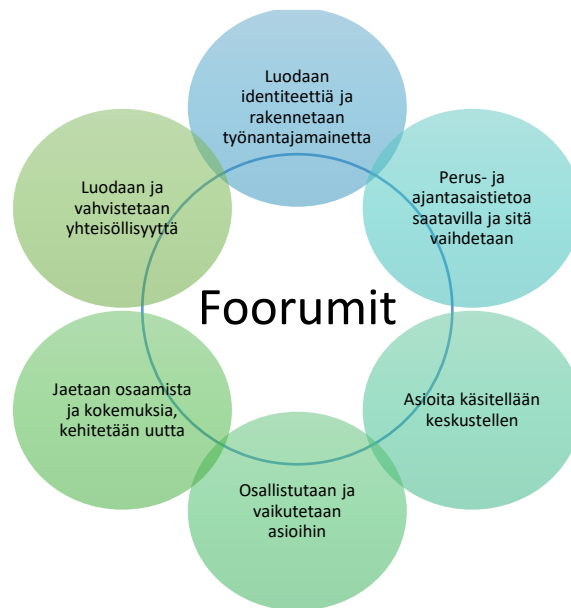 Luodaan
identiteettiä ja
rakennetaan
työnantajamainetta
Perus- ja
ajantasaistietoa
saatavilla ja sitä
vaihdetaan
Asioita käsitellään
keskustellen
Osallistutaan ja
vaikutetaan
asioihin
Jaetaan osaamista
ja kokemuksia,
kehitetään uutta
Luodaan ja
vahvistetaan
yhteisöllisyyttä
Foorumit